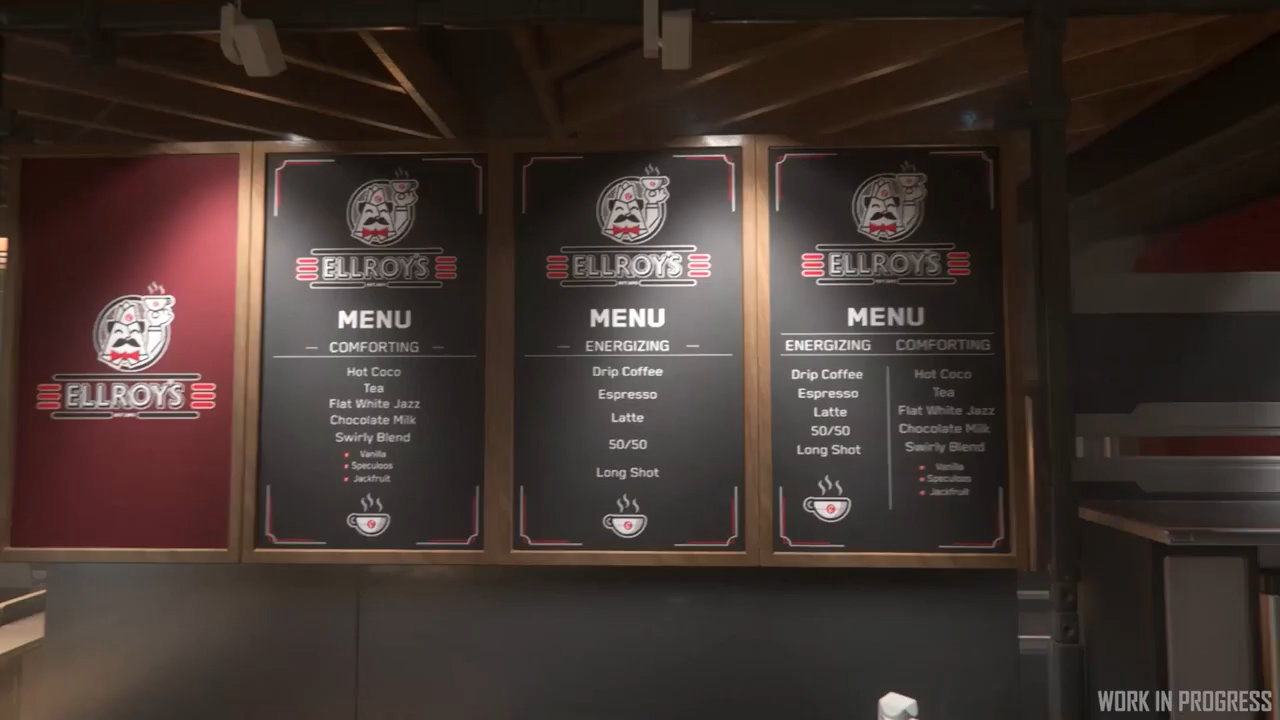 ELLROY'S
ELLROY'S
MENU
COMFORTING
Hot Coco
Tea
Flat White Jazz
Chocolate Milk
Swirly Blend
Vanilla
Speculoos
Jackfruit
ELLROY'S
MENU
ENERGIZING
Drip Coffee
Espresso
Latte
50/50
Long Shot
ELLROY'S
MENU
ENERGIZING
Drip Coffee
Espresso
Latte
50/50
Long Shot
COMFORTING
Hot Coco
Tea
Flat White Jazz
Chocolate Milk
Swirly Blend
Vanilla
Speculoos
Jackfruit
WORK IN PROGRESS